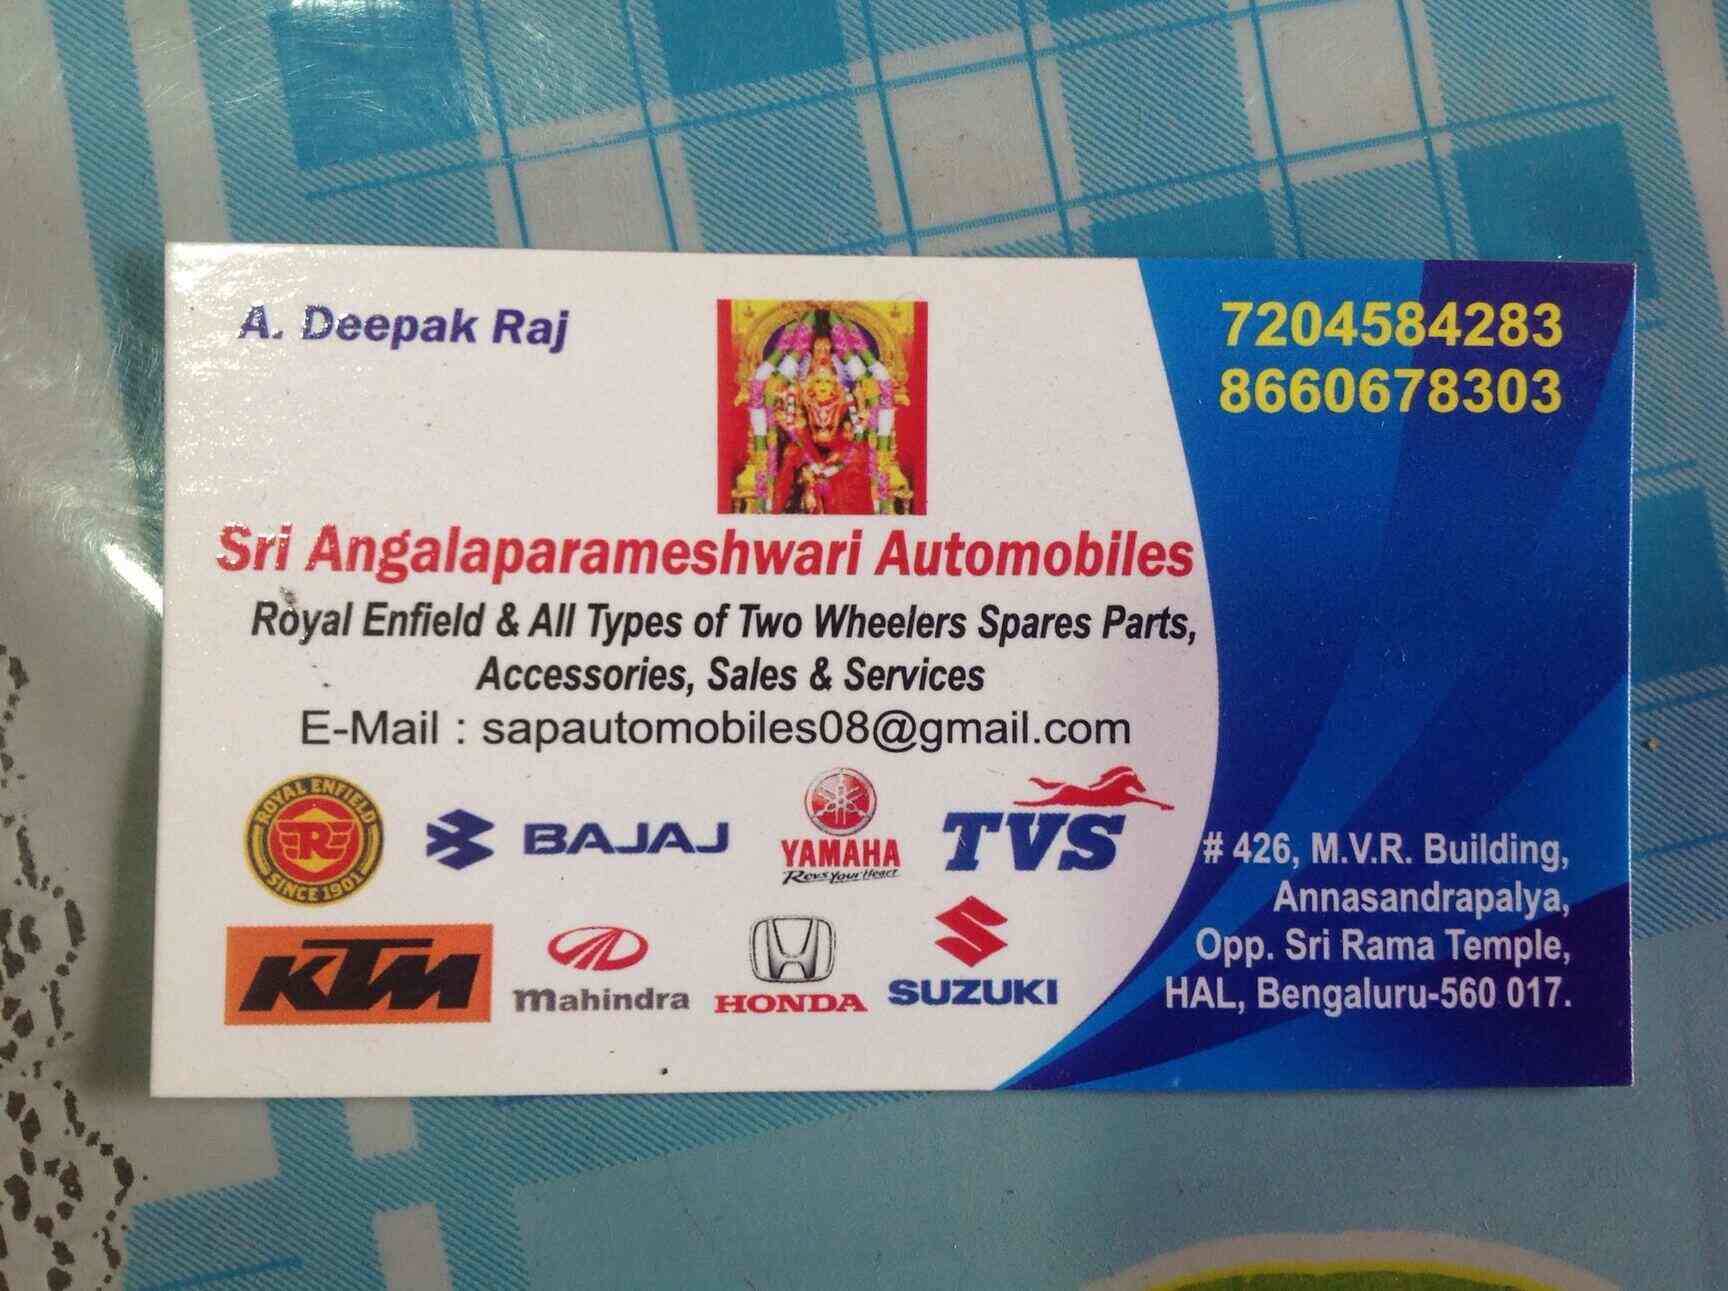 A. Deepak Raj
7204584283
8660678303
Sri Angalaparameshwari Automobiles
Royal Enfield & All Types of Two Wheelers Spares Parts,
Accessories, Sales & Services
E-Mail : sapautomobiles08@gmail.com
ROYAL ENFIELD
R
SINCE 1901
BAJAJ
YAMAHA
Revs Your Heart
TVS
KTM
mahindra
HONDA
SUZUKI
# 426, M.V.R. Building,
Annasandrapalya,
Opp. Sri Rama Temple,
HAL, Bengaluru-560 017.